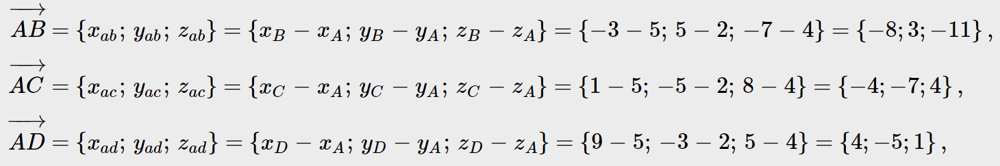 $\overrightarrow{AB} = \{x_{ab};\, y_{ab};\, z_{ab}\} = \{x_B - x_A;\, y_B - y_A;\, z_B - z_A\} = \{-3 - 5;\, 5 - 2;\, -7 - 4\} = \{-8; 3; -11\},$
$\overrightarrow{AC} = \{x_{ac};\, y_{ac};\, z_{ac}\} = \{x_C - x_A;\, y_C - y_A;\, z_C - z_A\} = \{1 - 5;\, -5 - 2;\, 8 - 4\} = \{-4; -7; 4\},$
$\overrightarrow{AD} = \{x_{ad};\, y_{ad};\, z_{ad}\} = \{x_D - x_A;\, y_D - y_A;\, z_D - z_A\} = \{9 - 5;\, -3 - 2;\, 5 - 4\} = \{4; -5; 1\},$